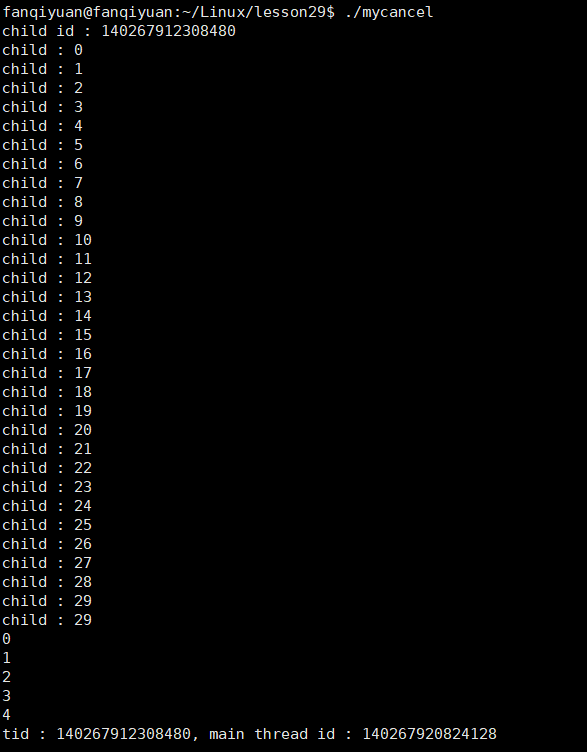 fanqiyuan@fanqiyuan:~/Linux/lesson29$ ./mycancel
child id : 140267912308480
child : 0
child : 1
child : 2
child : 3
child : 4
child : 5
child : 6
child : 7
child : 8
child : 9
child : 10
child : 11
child : 12
child : 13
child : 14
child : 15
child : 16
child : 17
child : 18
child : 19
child : 20
child : 21
child : 22
child : 23
child : 24
child : 25
child : 26
child : 27
child : 28
child : 29
child : 29
0
1
2
3
4
tid : 140267912308480, main thread id : 140267920824128